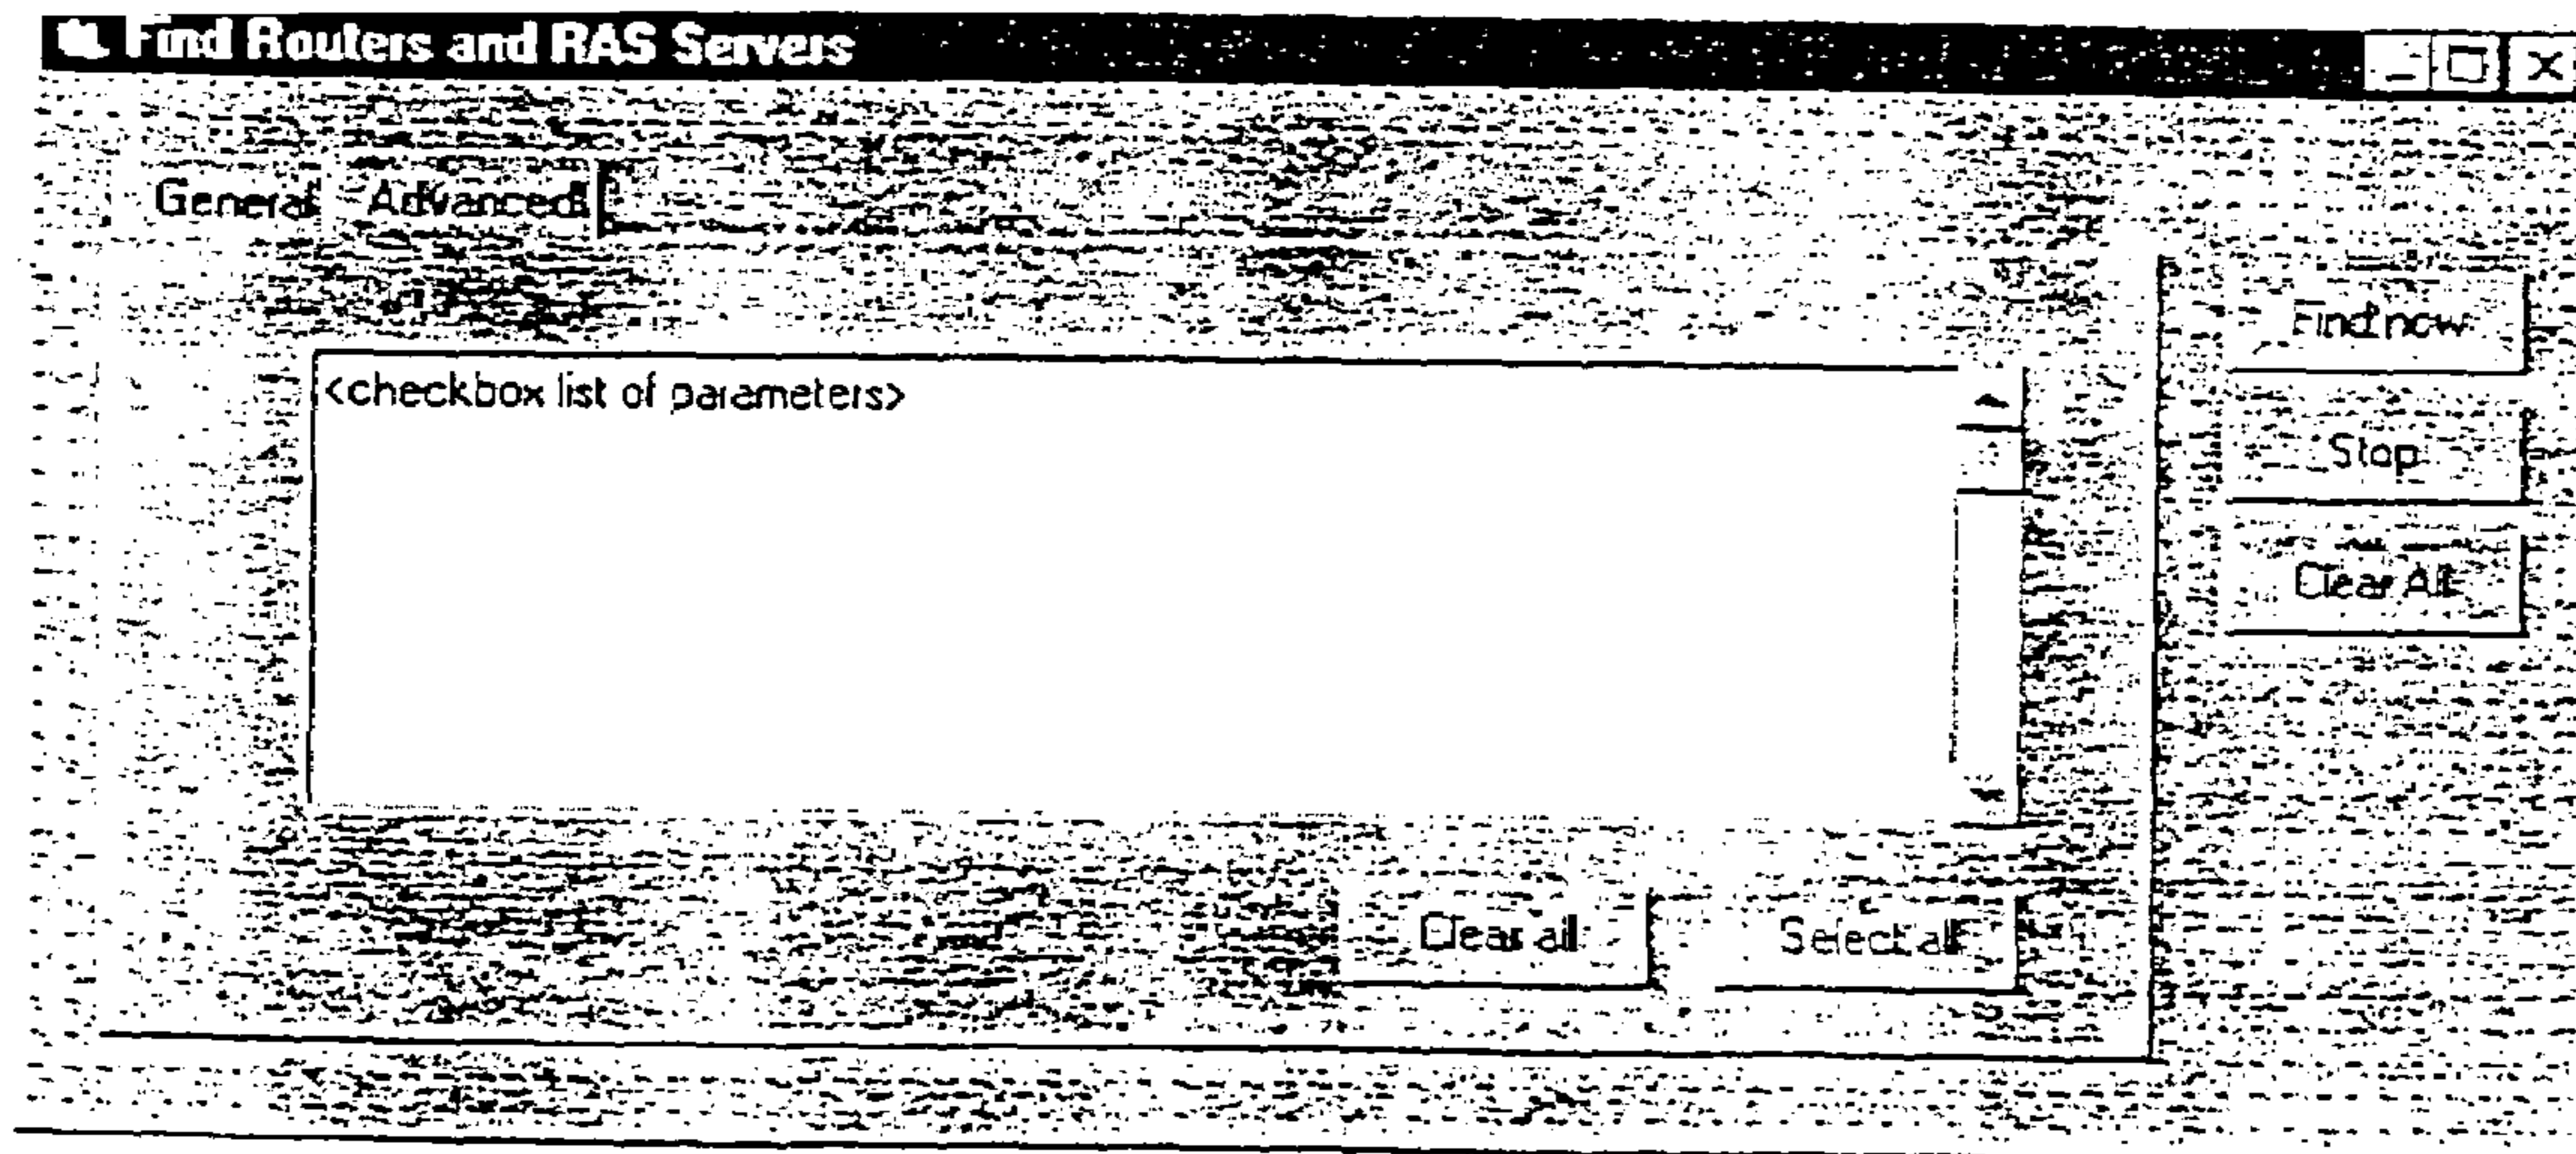 Find Routers and RAS Servers
General Advanced
Find now
<checkbox list of parameters>
Stop
Clear All
Clear all Select all